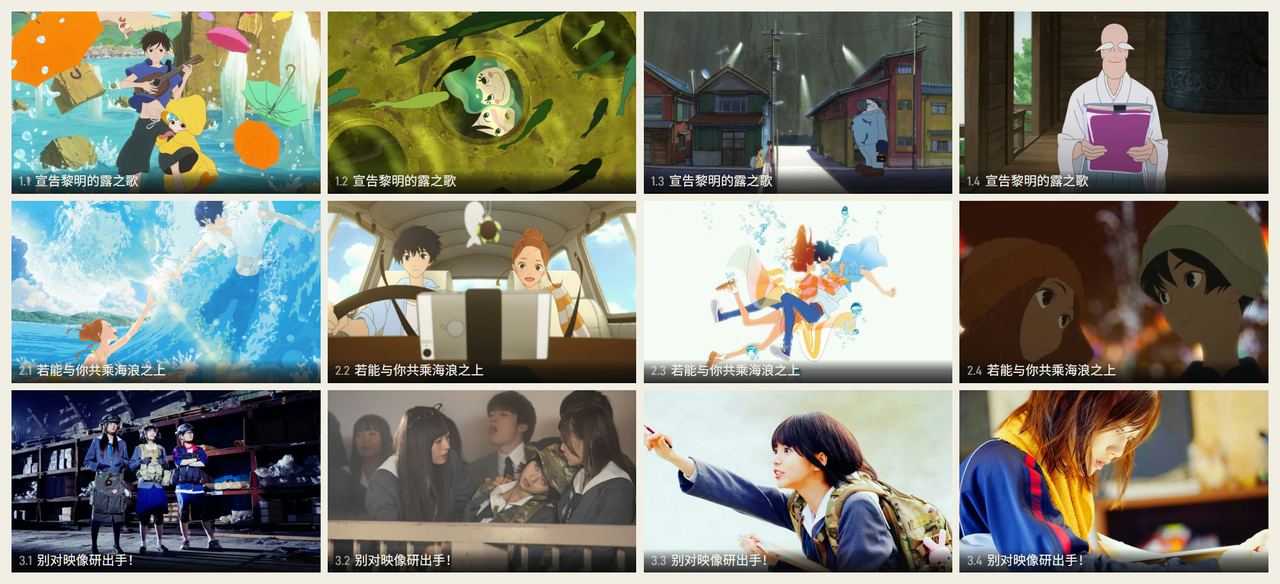 1.1 宣告黎明的露之歌
1.2 宣告黎明的露之歌
1.3 宣告黎明的露之歌
1.4 宣告黎明的露之歌
2.1 若能与你共乘海浪之上
2.2 若能与你共乘海浪之上
2.3 若能与你共乘海浪之上
2.4 若能与你共乘海浪之上
3.1 别对映像研出手！
3.2 别对映像研出手！
3.3 别对映像研出手！
3.4 别对映像研出手！